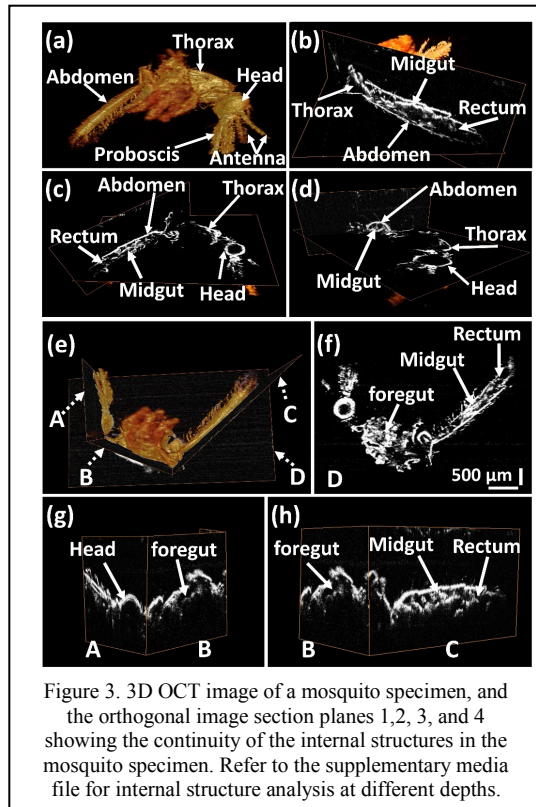 (a)
Thorax
Abdomen
Head
Proboscis
Antenna
(b)
Midgut
Thorax
Rectum
Abdomen
(c)
Abdomen
Thorax
Rectum
Midgut
Head
(d)
Abdomen
Thorax
Midgut
Head
(e)
A
B
C
D
(f)
Rectum
Midgut
foregut
D
500 µm
(g)
Head
foregut
A
B
(h)
foregut
Midgut
Rectum
B
C
Figure 3. 3D OCT image of a mosquito specimen, and
the orthogonal image section planes 1,2, 3, and 4
showing the continuity of the internal structures in the
mosquito specimen. Refer to the supplementary media
file for internal structure analysis at different depths.